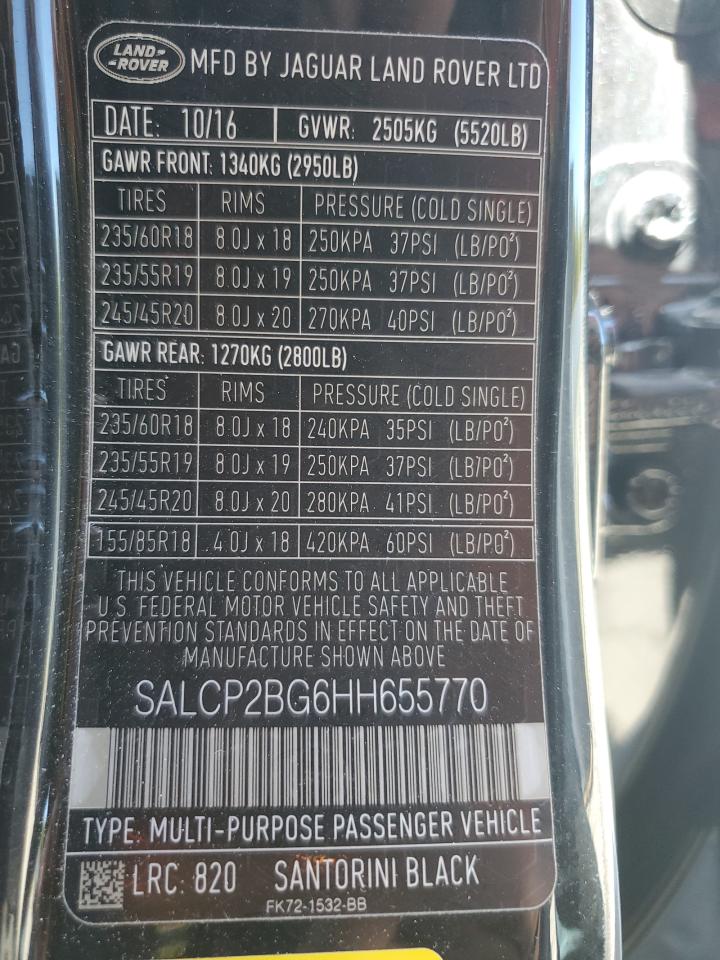 LAND-
-ROVER
MFD BY JAGUAR LAND ROVER LTD
DATE: 10/16 GVWR: 2505KG (5520LB)
GAWR FRONT: 1340KG (2950LB)
TIRES RIMS PRESSURE (COLD SINGLE)
235/60R18 8.0J x 18 250KPA 37PSI (LB/PO²)
235/55R19 8.0J x 19 250KPA 37PSI (LB/PO²)
245/45R20 8.0J x 20 270KPA 40PSI (LB/PO²)
GAWR REAR: 1270KG (2800LB)
TIRES RIMS PRESSURE (COLD SINGLE)
235/60R18 8.0J x 18 240KPA 35PSI (LB/PO²)
235/55R19 8.0J x 19 250KPA 37PSI (LB/PO²)
245/45R20 8.0J x 20 280KPA 41PSI (LB/PO²)
155/85R18 4.0J x 18 420KPA 60PSI (LB/PO²)
THIS VEHICLE CONFORMS TO ALL APPLICABLE
U.S. FEDERAL MOTOR VEHICLE SAFETY AND THEFT
PREVENTION STANDARDS IN EFFECT ON THE DATE OF
MANUFACTURE SHOWN ABOVE
SALCP2BG6HH655770
TYPE: MULTI-PURPOSE PASSENGER VEHICLE
LRC: 820 SANTORINI BLACK
FK72-1532-BB